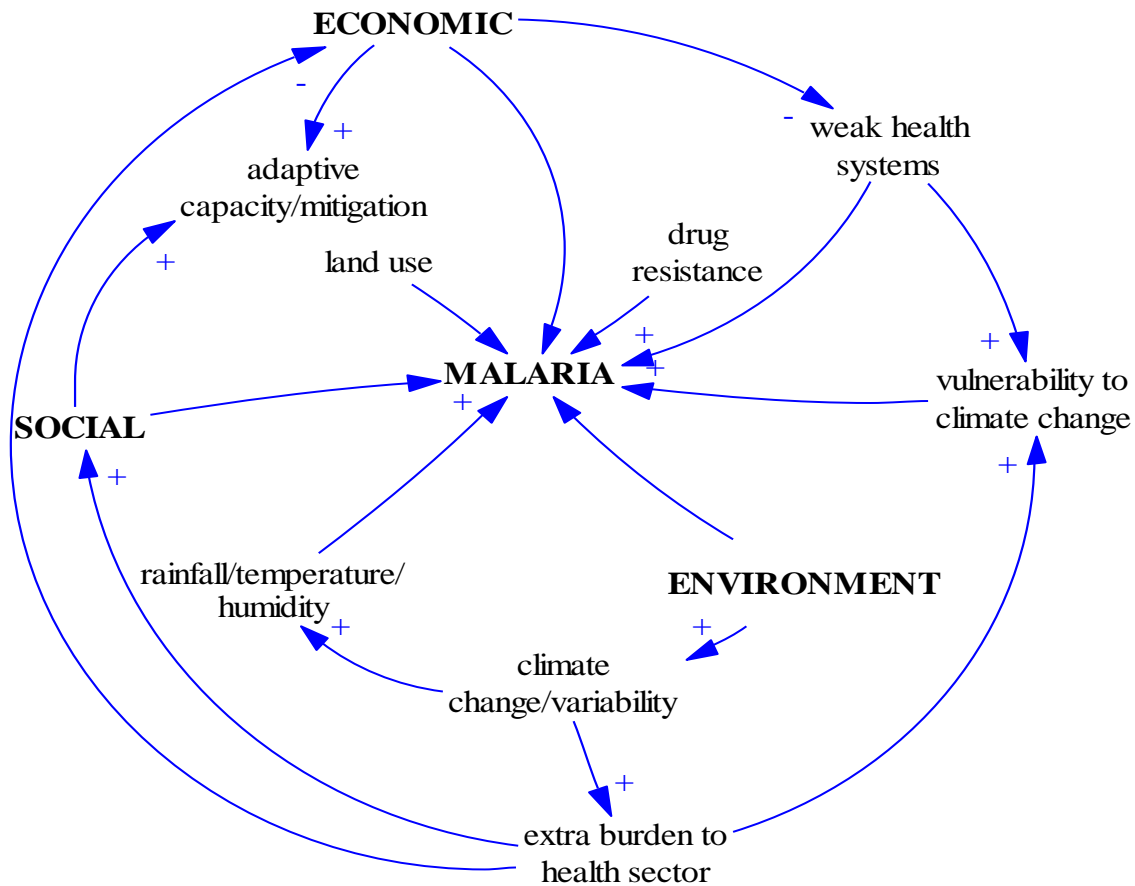 ECONOMIC
-
+
-
weak health
systems
adaptive
capacity/mitigation
+
land use
drug
resistance
+
+
+
MALARIA
vulnerability to
climate change
+
SOCIAL
+
+
rainfall/temperature/
humidity
+
ENVIRONMENT
+
climate
change/variability
+
extra burden to
health sector